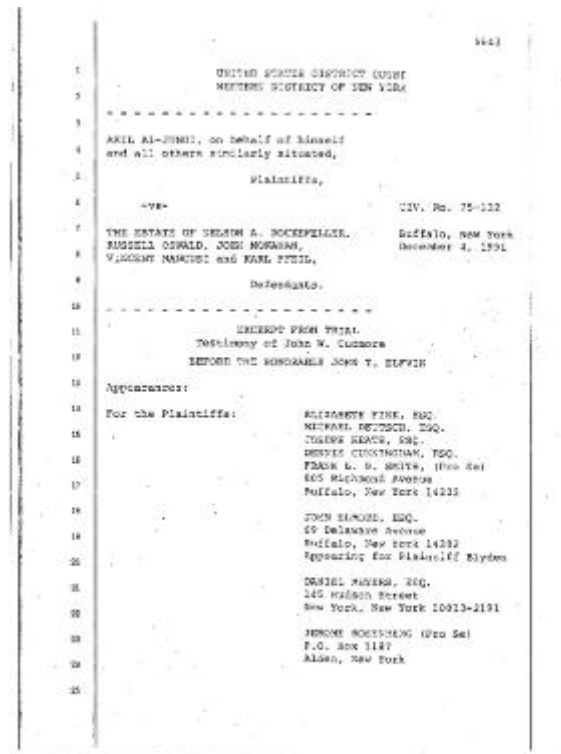 UNITED STATES DISTRICT COURT
WESTERN DISTRICT OF NEW YORK
AKIL AL-JUNDI, on behalf of himself
and all others similarly situated,
Plaintiffs,
-vs-
CIV. No. 75-132
THE ESTATE OF NELSON A. ROCKEFELLER,
Buffalo, New York
RUSSELL OSWALD, JOHN MONAHAN,
December 4, 1991
VINCENT MANCUSI and KARL PFEIL,
Defendants.
EXCERPT FROM TRIAL
Testimony of John W. Cudmore
BEFORE THE HONORABLE JOHN T. ELFVIN
Appearances:
For the Plaintiffs:
ELIZABETH FINK, ESQ.
MICHAEL DEUTSCH, ESQ.
JOSEPH HEATH, ESQ.
DENNIS CUNNINGHAM, ESQ.
FRANK B. B. SMITH, (Pro Se)
Richmond Avenue
Buffalo, New York
JOHN ELMORE, ESQ.
69 Delaware Avenue
Buffalo, New York 14202
Appearing for Plaintiff Blyden
DANIEL MEYERS, ESQ.
145 Hudson Street
New York, New York 10013-2191
JEROME ROSENBERG (Pro Se)
P.O. Box
Alden, New York
1
2
3
4
5
6
7
8
9
10
11
12
13
14
15
16
17
18
19
20
21
22
23
24
25